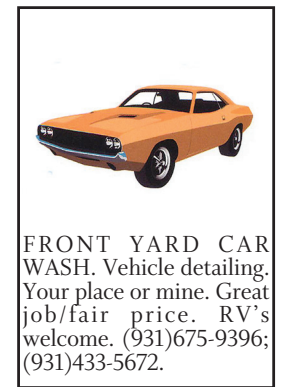 FRONT YARD CAR
WASH. Vehicle detailing.
Your place or mine. Great
job/fair price. RV's
welcome. (931)675-9396;
(931)433-5672.